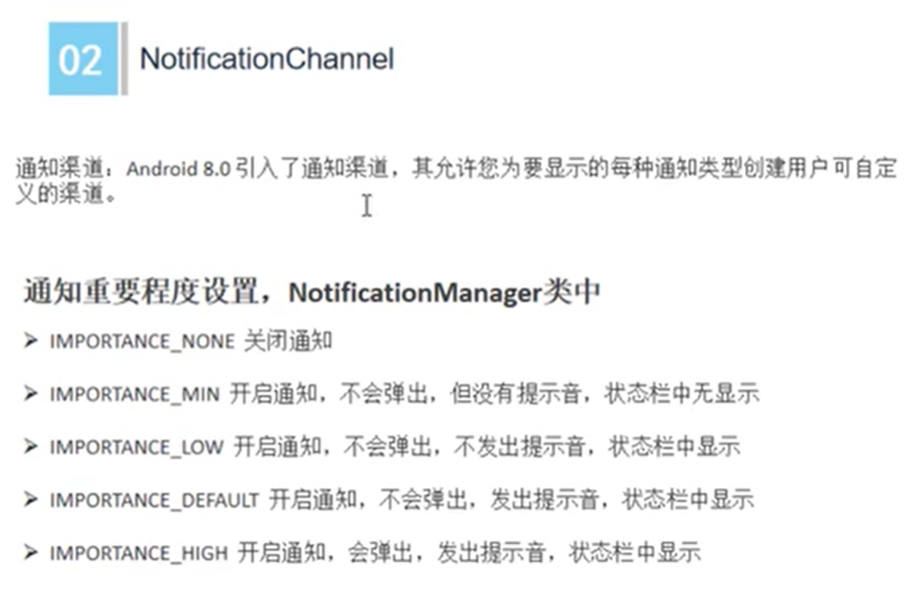 02 NotificationChannel
通知渠道：Android 8.0 引入了通知渠道，其允许您为要显示的每种通知类型创建用户可自定
义的渠道。
通知重要程度设置，NotificationManager类中
➢ IMPORTANCE_NONE 关闭通知
➢ IMPORTANCE_MIN 开启通知，不会弹出，但没有提示音，状态栏中无显示
➢ IMPORTANCE_LOW 开启通知，不会弹出，不发出提示音，状态栏中显示
➢ IMPORTANCE_DEFAULT 开启通知，不会弹出，发出提示音，状态栏中显示
➢ IMPORTANCE_HIGH 开启通知，会弹出，发出提示音，状态栏中显示